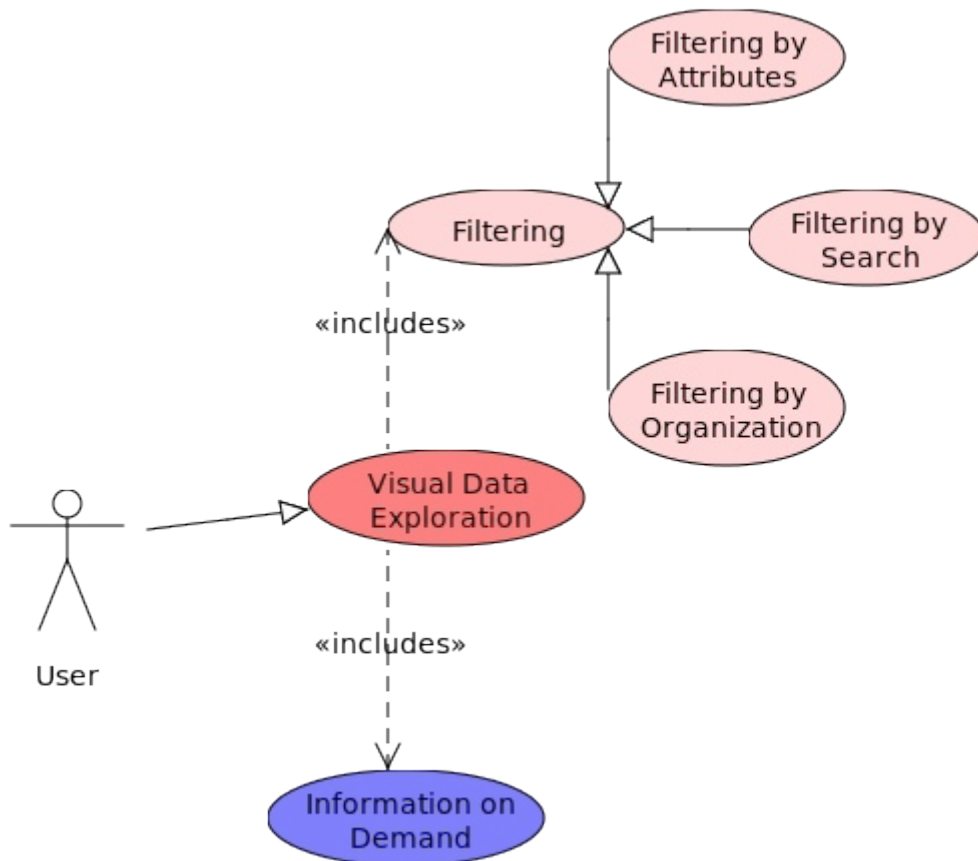 Filtering by
Attributes
Filtering
Filtering by
Search
«includes»
Filtering by
Organization
Visual Data
Exploration
«includes»
User
Information on
Demand